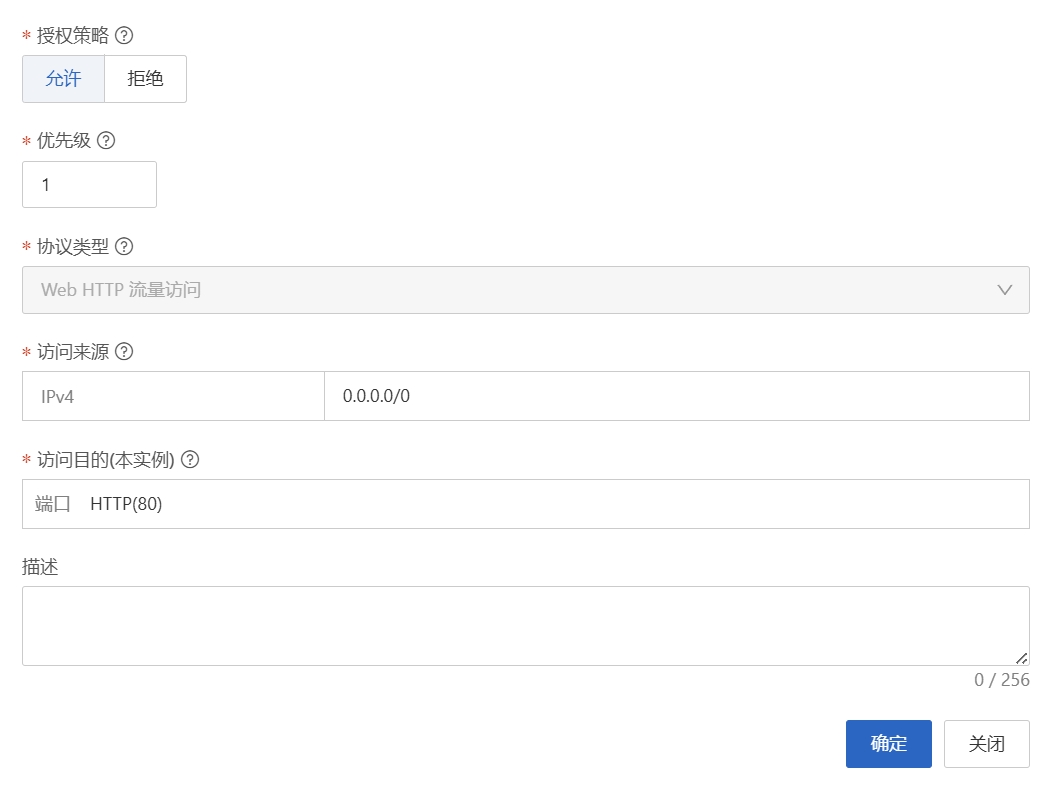 * 授权策略 ?
允许 拒绝
* 优先级 ?
1
* 协议类型 ?
Web HTTP 流量访问
* 访问来源 ?
IPv4 0.0.0.0/0
* 访问目的(本实例) ?
端口 HTTP(80)
描述
0 / 256
确定 关闭